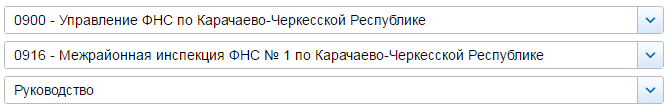 0900 - Управление ФНС по Карачаево-Черкесской Республике
0916 - Межрайонная инспекция ФНС № 1 по Карачаево-Черкесской Республике
Руководство